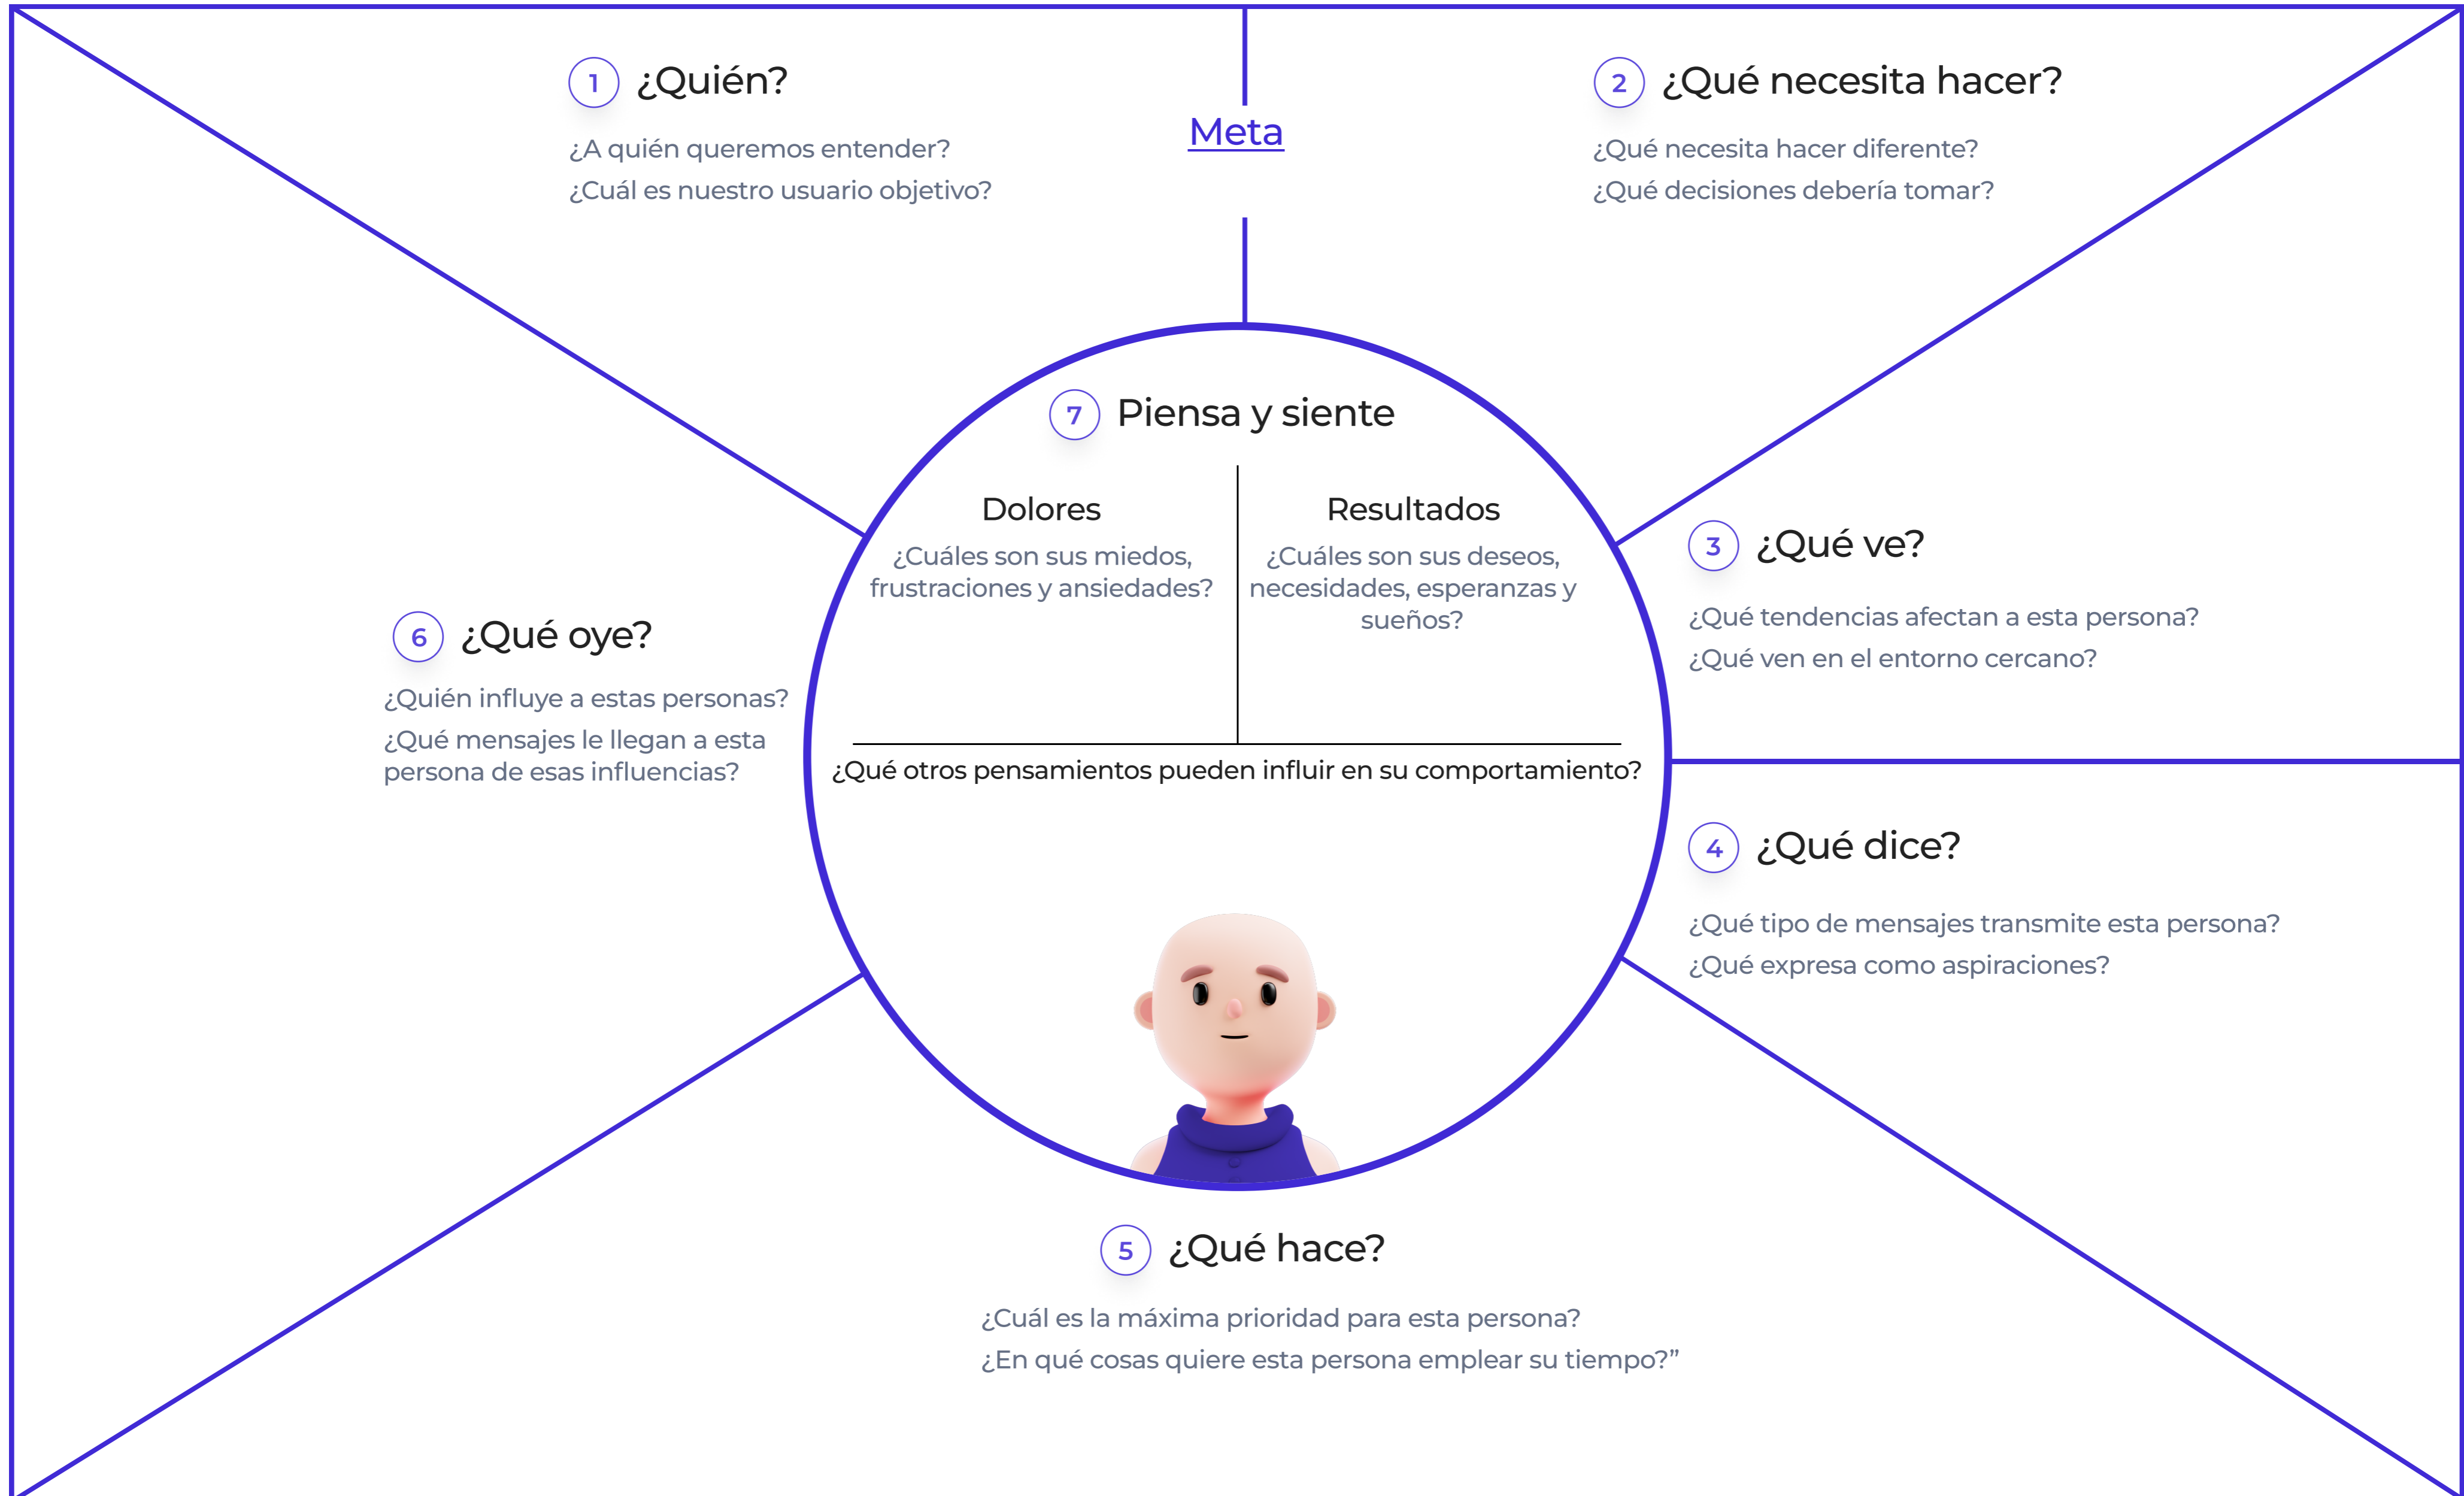 1 ¿Quién?
¿A quién queremos entender?
¿Cuál es nuestro usuario objetivo?
Meta
2 ¿Qué necesita hacer?
¿Qué necesita hacer diferente?
¿Qué decisiones debería tomar?
3 ¿Qué ve?
¿Qué tendencias afectan a esta persona?
¿Qué ven en el entorno cercano?
4 ¿Qué dice?
¿Qué tipo de mensajes transmite esta persona?
¿Qué expresa como aspiraciones?
5 ¿Qué hace?
¿Cuál es la máxima prioridad para esta persona?
¿En qué cosas quiere esta persona emplear su tiempo?”
6 ¿Qué oye?
¿Quién influye a estas personas?
¿Qué mensajes le llegan a esta
persona de esas influencias?
7 Piensa y siente
Dolores
¿Cuáles son sus miedos,
frustraciones y ansiedades?
Resultados
¿Cuáles son sus deseos,
necesidades, esperanzas y
sueños?
¿Qué otros pensamientos pueden influir en su comportamiento?